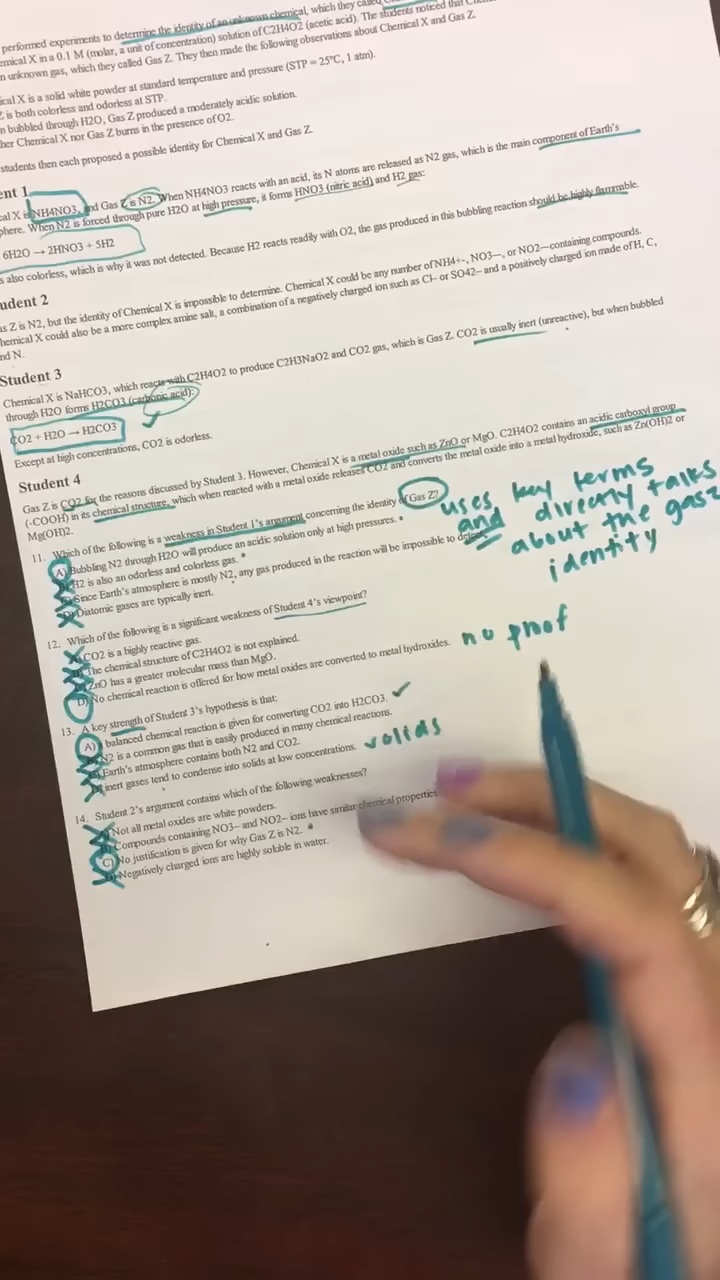 performed experiments to determine the identity of an unknown chemical, which they called
emical X in a 0.1 M (molar, a unit of concentration) solution of C2H4O2 (acetic acid). The students noticed that
n unknown gas, which they called Gas Z. They then made the following observations about Chemical X and Gas Z.
ical X is a solid white powder at standard temperature and pressure (STP = 25°C, 1 atm).
Z is both colorless and odorless at STP.
n bubbled through H2O, Gas Z produced a moderately acidic solution.
her Chemical X nor Gas Z burns in the presence of O2.
students then each proposed a possible identity for Chemical X and Gas Z.
ent 1
cal X is NH4NO3, and Gas Z is N2. When NH4NO3 reacts with an acid, its N atoms are released as N2 gas, which is the main component of Earth's
phere. When N2 is forced through pure H2O at high pressure, it forms HNO3 (nitric acid) and H2 gas:
6H2O → 2HNO3 + 5H2
s also colorless, which is why it was not detected. Because H2 reacts readily with O2, the gas produced in this bubbling reaction should be highly flammable.
udent 2
as Z is N2, but the identity of Chemical X is impossible to determine. Chemical X could be any number of NH4+-, NO3-–, or NO2-–containing compounds.
hemical X could also be a more complex amine salt, a combination of a negatively charged ion such as Cl- or SO42- and a positively charged ion made of H, C,
nd N.
Student 3
Chemical X is NaHCO3, which reacts with C2H4O2 to produce C2H3NaO2 and CO2 gas, which is Gas Z. CO2 is usually inert (unreactive), but when bubbled
through H2O forms H2CO3 (carbonic acid):
CO2 + H2O → H2CO3
Except at high concentrations, CO2 is odorless.
Student 4
Gas Z is CO2 for the reasons discussed by Student 3. However, Chemical X is a metal oxide such as ZnO or MgO. C2H4O2 contains an acidic carboxyl group
(-COOH) in its chemical structure, which when reacted with a metal oxide releases CO2 and converts the metal oxide into a metal hydroxide, such as Zn(OH)2 or
Mg(OH)2.
11. Which of the following is a weakness in Student 1's argument concerning the identity of Gas Z?
A) Bubbling N2 through H2O will produce an acidic solution only at high pressures.
H2 is also an odorless and colorless gas.
Since Earth's atmosphere is mostly N2, any gas produced in the reaction will be impossible to detect.
Diatomic gases are typically inert.
uses key terms
and directly talks
about the gas's
identity
12. Which of the following is a significant weakness of Student 4's viewpoint?
CO2 is a highly reactive gas.
The chemical structure of C2H4O2 is not explained.
ZnO has a greater molecular mass than MgO.
D) No chemical reaction is offered for how metal oxides are converted to metal hydroxides. no proof
13. A key strength of Student 3's hypothesis is that:
A) balanced chemical reaction is given for converting CO2 into H2CO3. ✓
N2 is a common gas that is easily produced in many chemical reactions.
Earth's atmosphere contains both N2 and CO2.
inert gases tend to condense into solids at low concentrations. solids
14. Student 2's argument contains which of the following weaknesses?
Not all metal oxides are white powders.
Compounds containing NO3- and NO2- ions have similar chemical properties.
C) No justification is given for why Gas Z is N2.
Negatively charged ions are highly soluble in water.